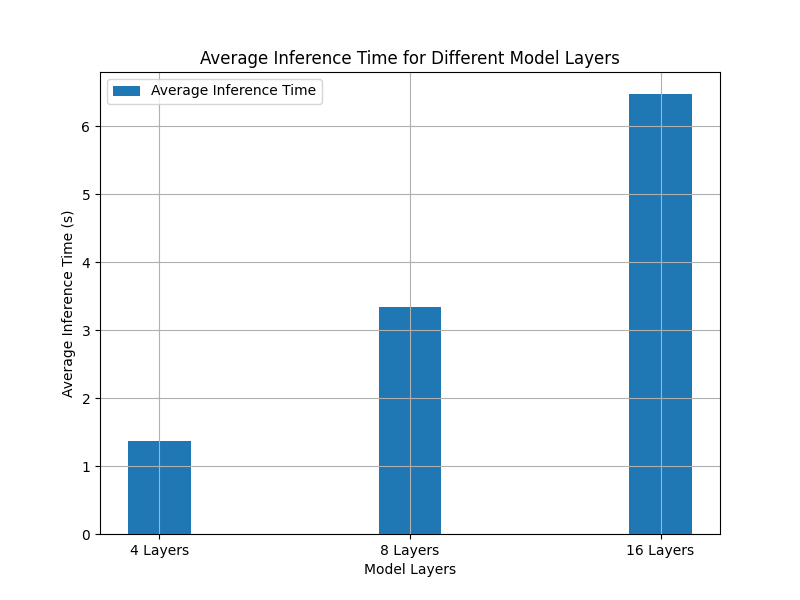 Average Inference Time for Different Model Layers
Average Inference Time
Average Inference Time (s)
6
5
4
3
2
1
0
4 Layers
8 Layers
16 Layers
Model Layers